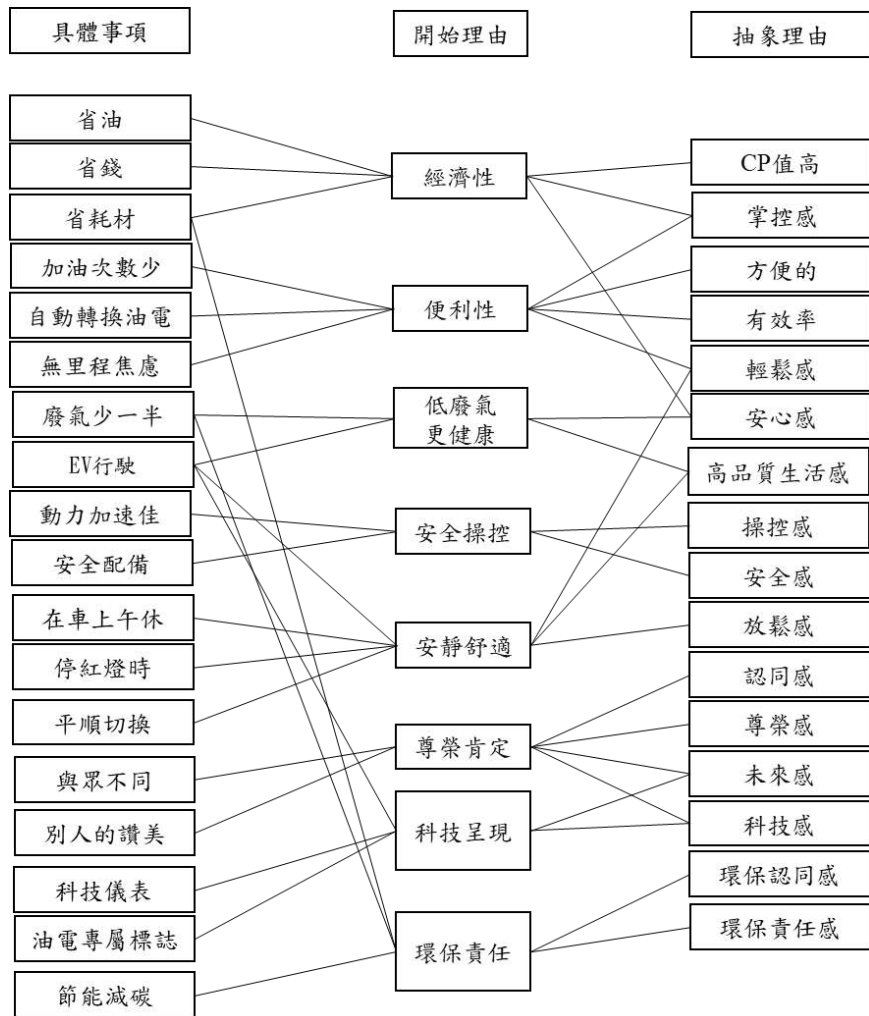 具體事項
開始理由
抽象理由
省油
省錢
省耗材
加油次數少
自動轉換油電
無里程焦慮
廢氣少一半
EV行駛
動力加速佳
安全配備
在車上午休
停紅燈時
平順切換
與眾不同
別人的讚美
科技儀表
油電專屬標誌
節能減碳
經濟性
便利性
低廢氣
更健康
安全操控
安靜舒適
尊榮肯定
科技呈現
環保責任
CP值高
掌控感
方便的
有效率
輕鬆感
安心感
高品質生活感
操控感
安全感
放鬆感
認同感
尊榮感
未來感
科技感
環保認同感
環保責任感